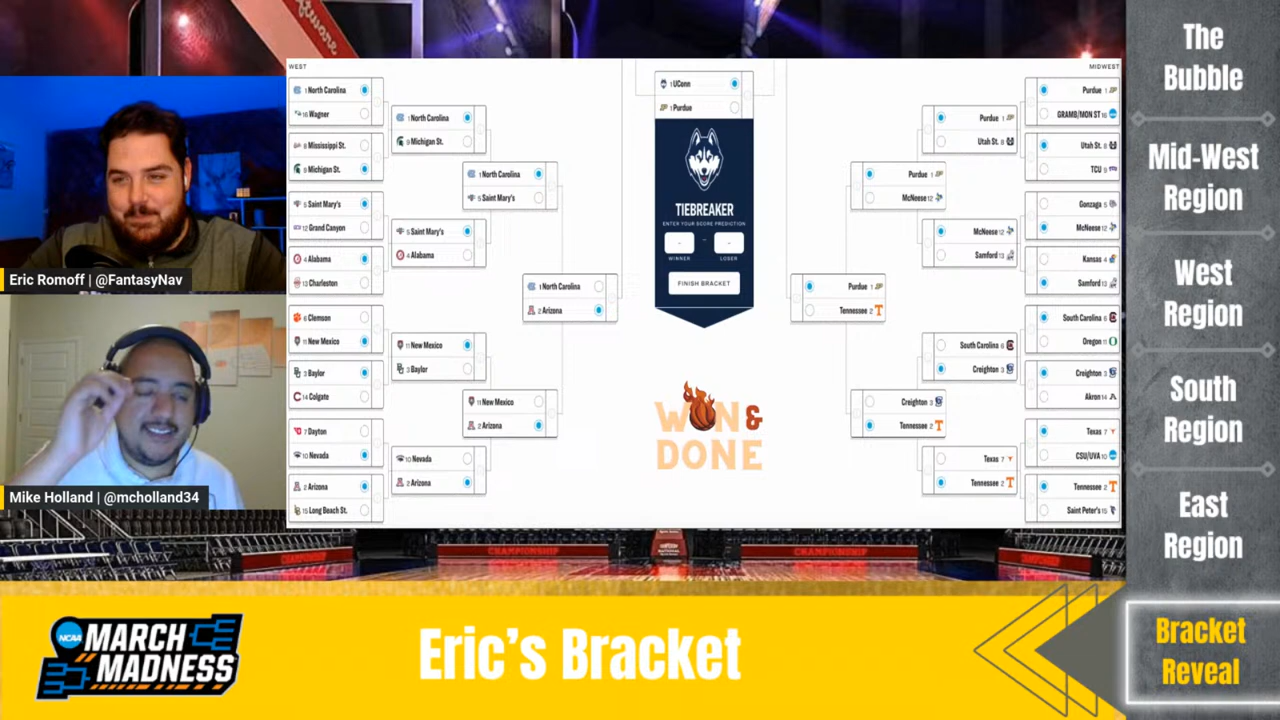 tware
WEST
1 North Carolina
16 Wagner
8 Mississippi St.
9 Michigan St.
5 Saint Mary's
12 Grand Canyon
4 Alabama
13 Charleston
6 Clemson
11 New Mexico
3 Baylor
14 Colgate
7 Dayton
10 Nevada
2 Arizona
15 Long Beach St.
1 North Carolina
9 Michigan St.
5 Saint Mary's
4 Alabama
11 New Mexico
3 Baylor
10 Nevada
2 Arizona
1 North Carolina
5 Saint Mary's
11 New Mexico
2 Arizona
1 North Carolina
2 Arizona
1 UConn
1 Purdue
TIEBREAKER
ENTER YOUR SCORE PREDICTION
- - -
WINNER LOSER
FINISH BRACKET
WON &
DONE
Purdue 1
Tennessee 2
Purdue 1
McNeese 12
Creighton 3
Tennessee 2
Purdue 1
Utah St. 8
McNeese 12
Samford 13
South Carolina 6
Creighton 3
Texas 7
Tennessee 2
MIDWEST
Purdue 1
GRAMB/MON ST 16
Utah St. 8
TCU 9
Gonzaga 5
McNeese 12
Kansas 4
Samford 13
South Carolina 6
Oregon 11
Creighton 3
Akron 14
Texas 7
CSU/UVA 10
Tennessee 2
Saint Peter's 15
Eric Romoff | @FantasyNav
Mike Holland | @mcholland34
CHAMPIONSHIP
CHAMPIONSHIP
NCAA
MARCH
MADNESS
Eric's Bracket
The
Bubble
Mid-West
Region
West
Region
South
Region
East
Region
Bracket
Reveal